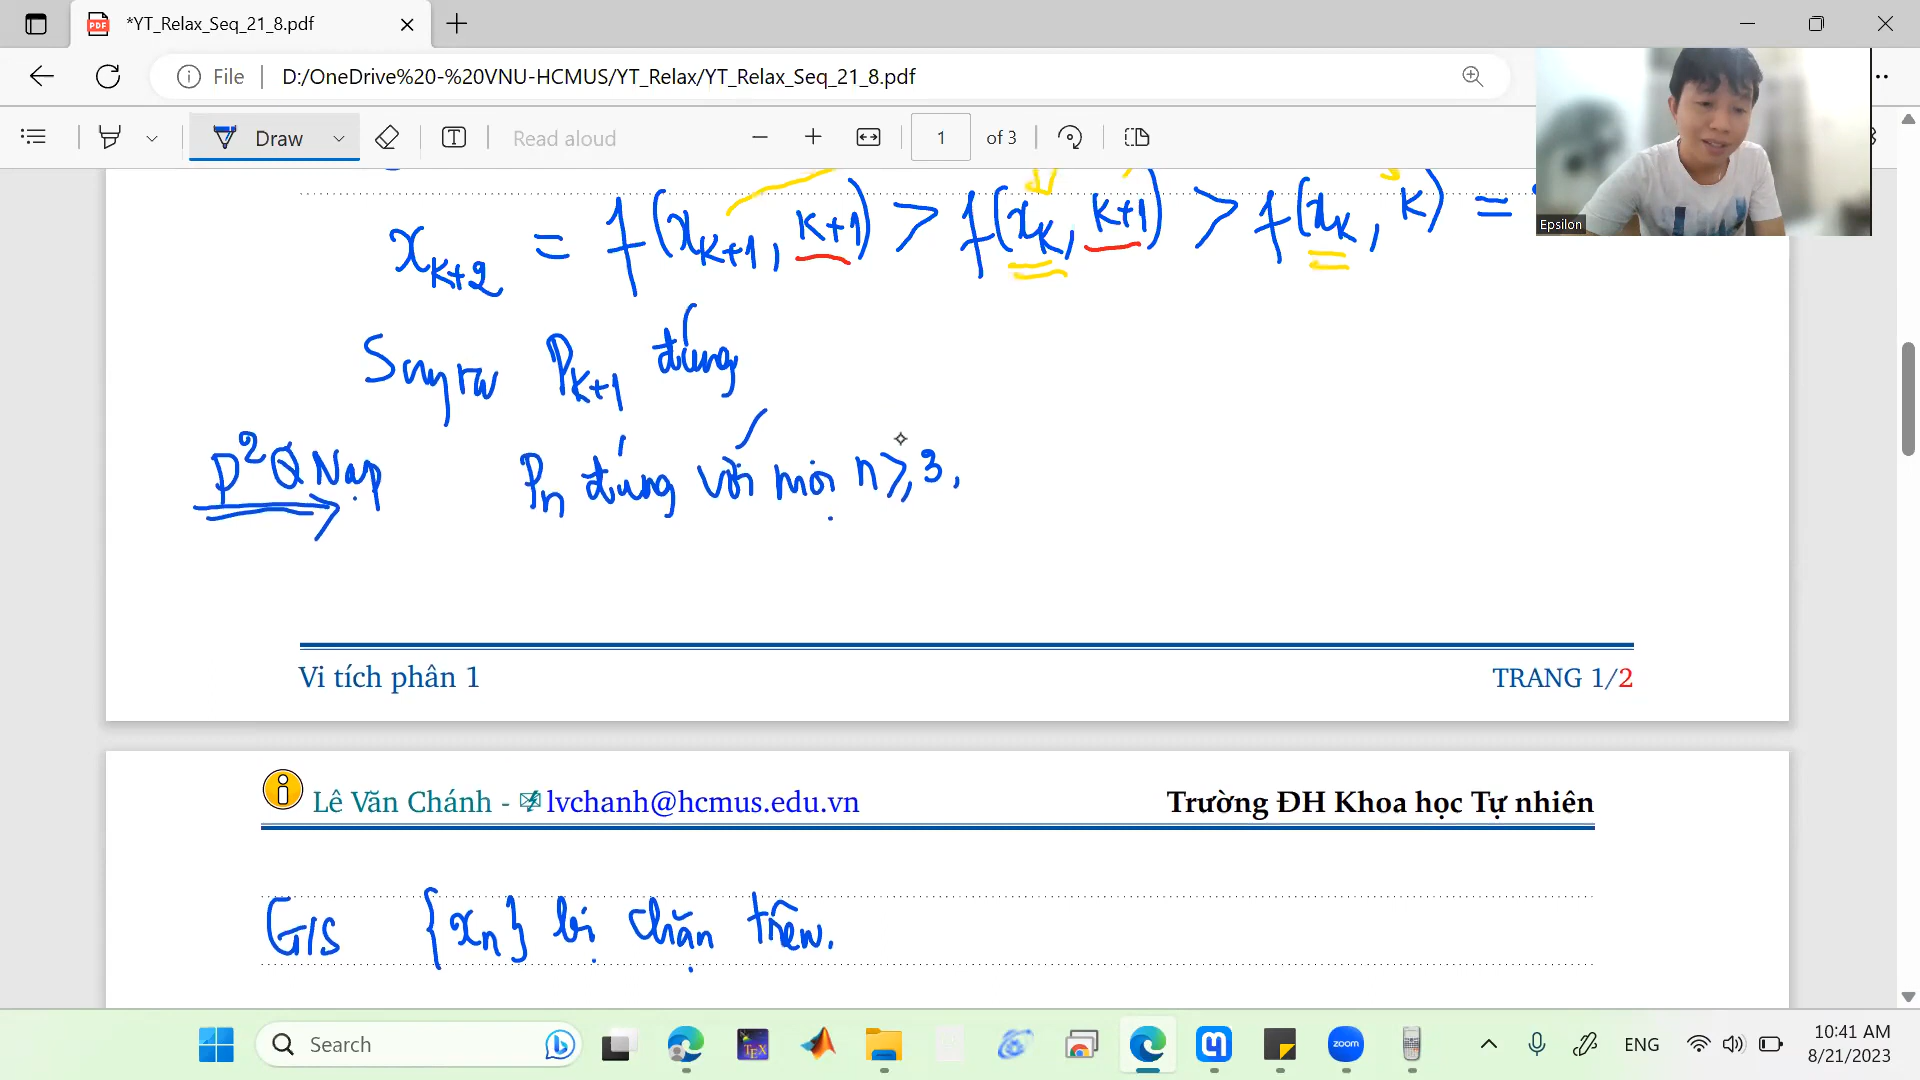 *YT_Relax_Seq_21_8.pdf
File D:/OneDrive%20-%20VNU-HCMUS/YT_Relax/YT_Relax_Seq_21_8.pdf
Draw Read aloud 1 of 3
Epsilon
x_{k+2} = f(x_{k+1}, k+1) > f(x_k, k+1) > f(x_k, k) =
Suy ra P_{k+1} đúng
P² Q Nạp P_n đúng với mọi n ≥ 3,
Vi tích phân 1 TRANG 1/2
Lê Văn Chánh - lvchanh@hcmus.edu.vn Trường ĐH Khoa học Tự nhiên
G/S {x_n} bị chặn trên.
Search zoom ENG 10:41 AM
8/21/2023